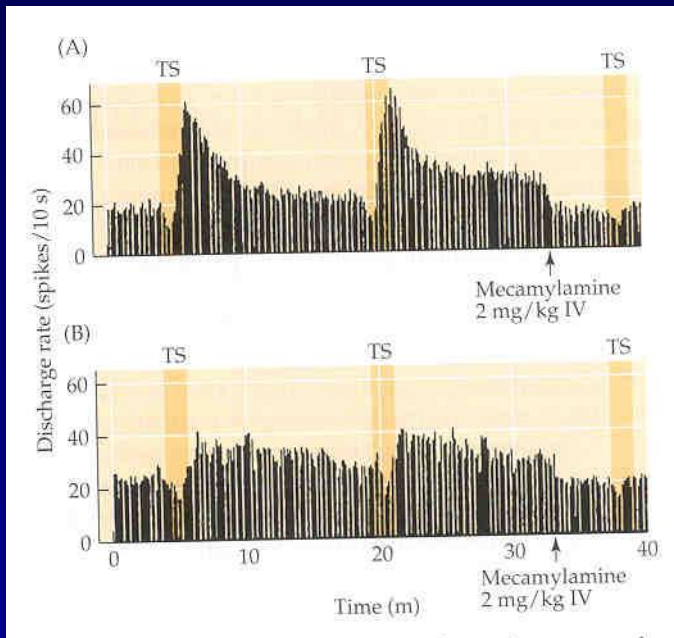 (A)
TS TS TS
60
40
20
0
Mecamylamine
2 mg/kg IV
Discharge rate (spikes/10 s)
(B)
TS TS TS
60
40
20
0
0 10 20 30 40
Mecamylamine
2 mg/kg IV
Time (m)